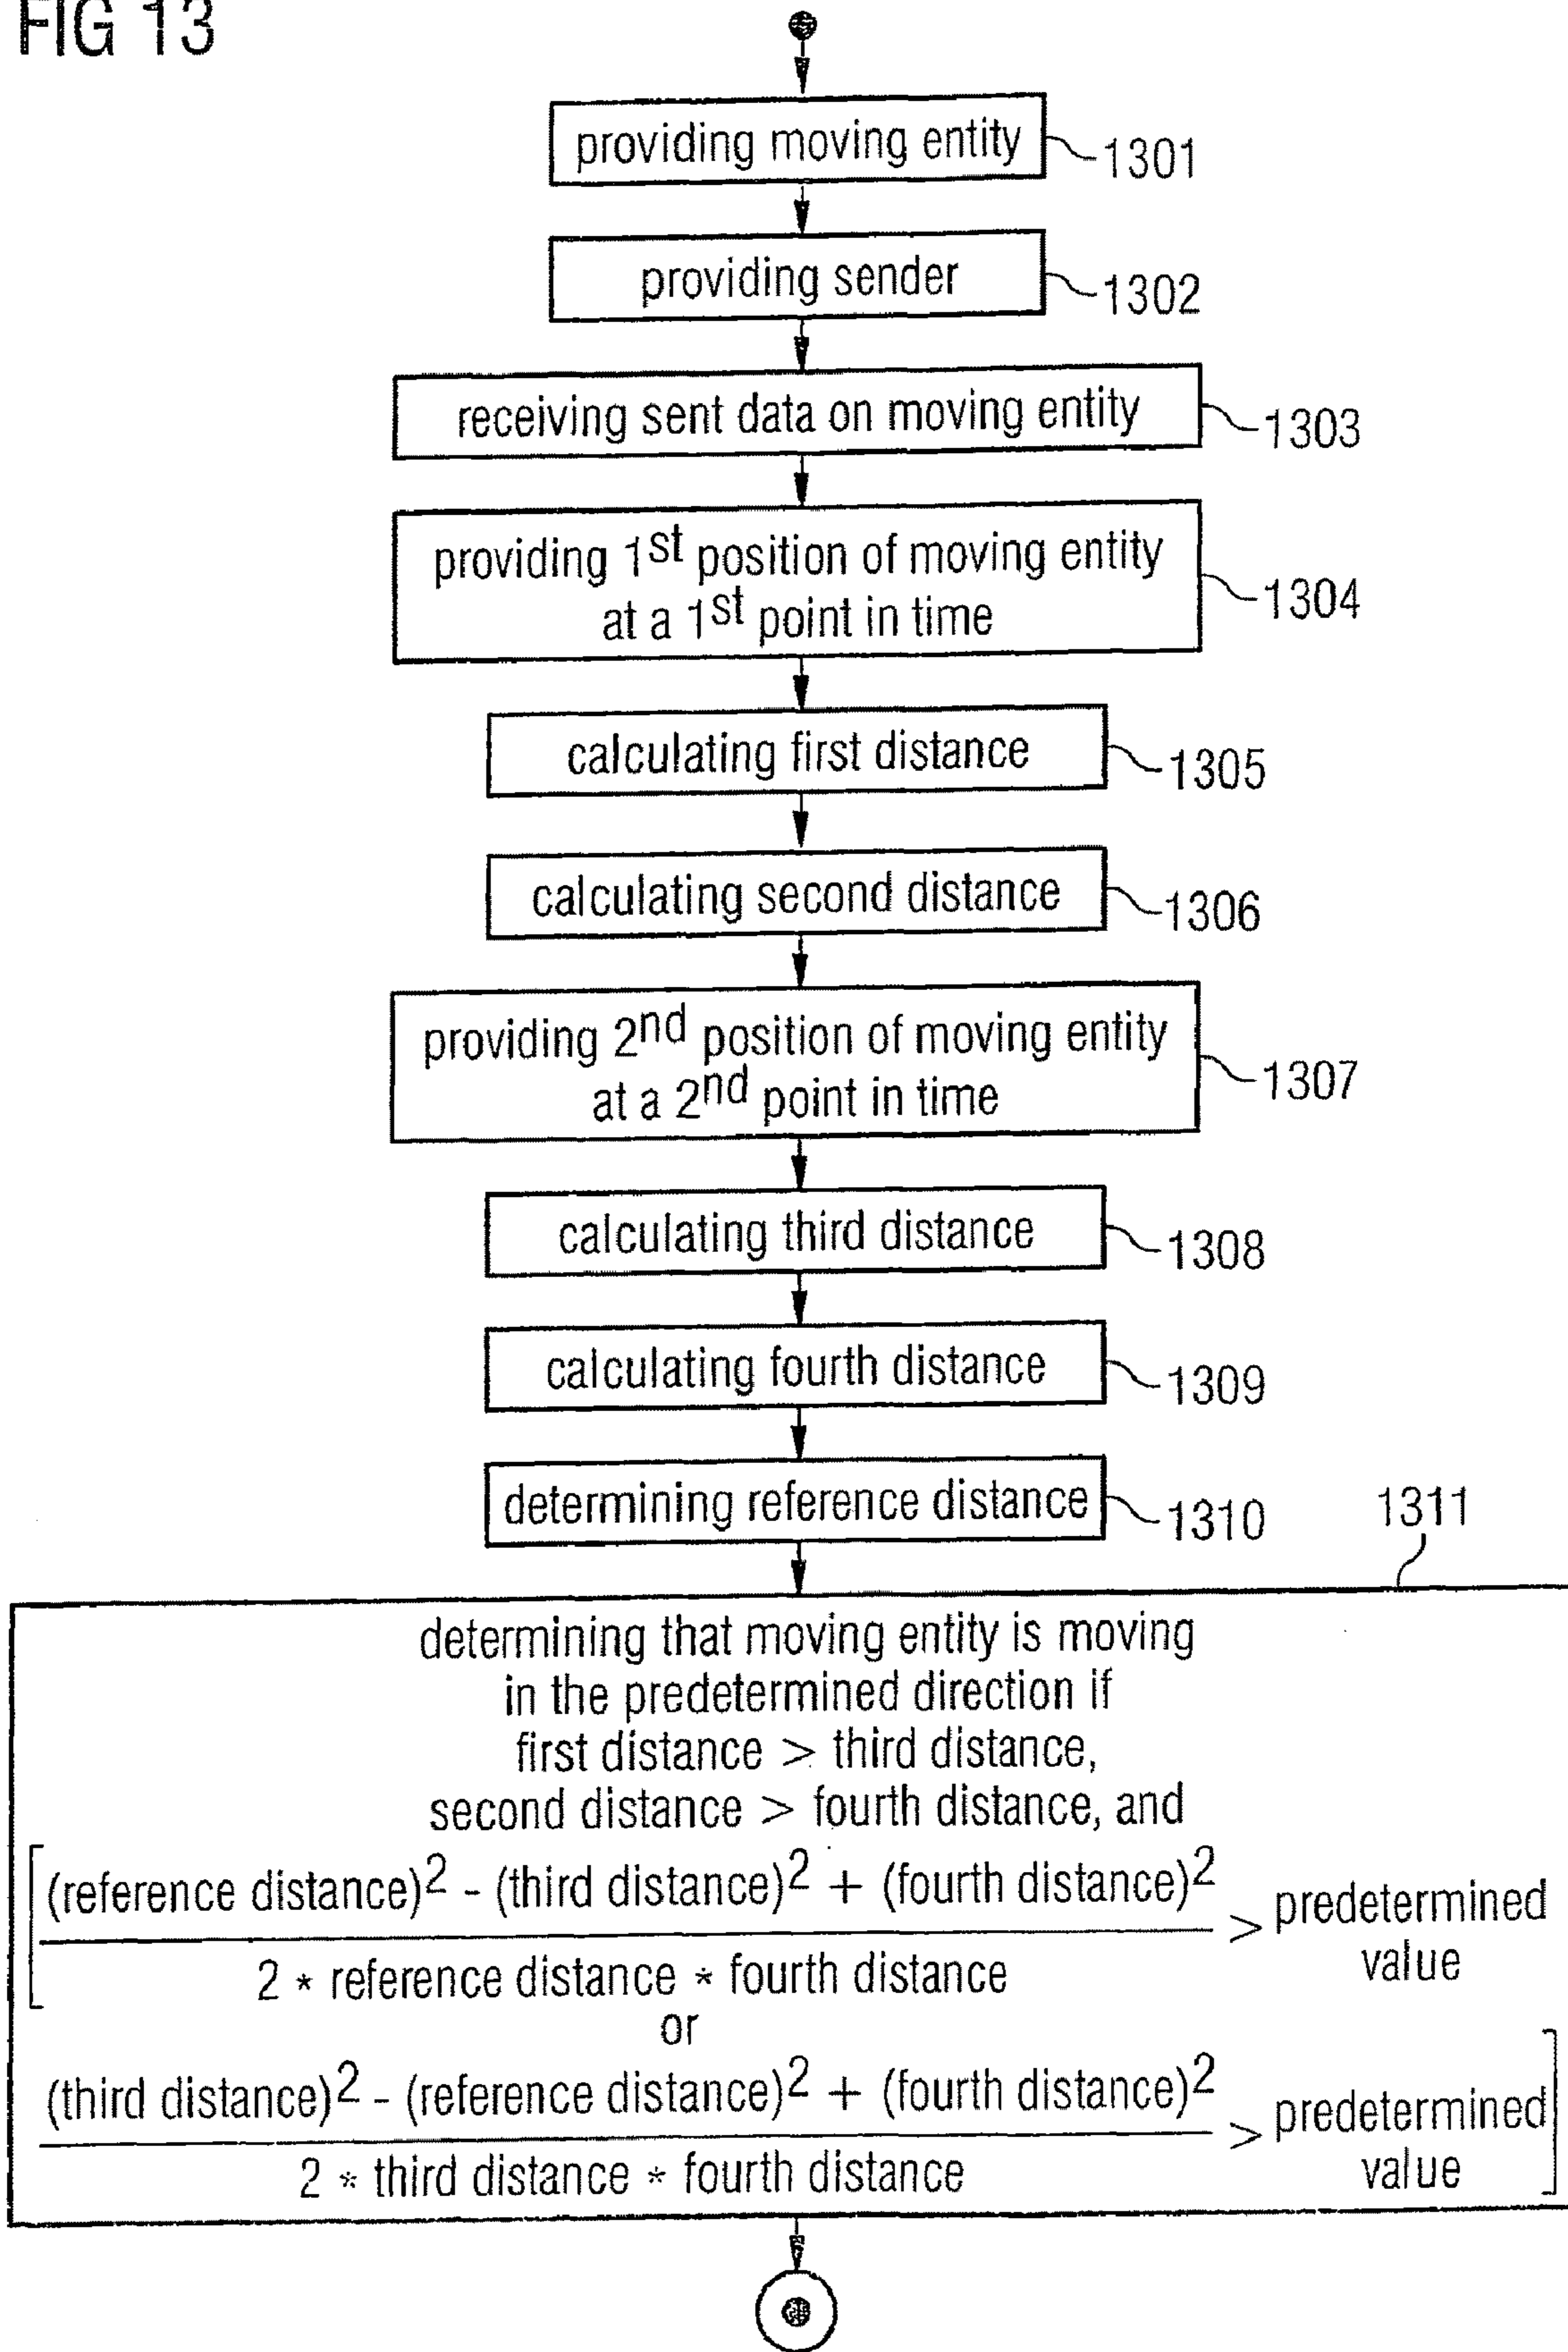 FIG 13
providing moving entity
1301
providing sender
1302
receiving sent data on moving entity
1303
providing 1st position of moving entity
at a 1st point in time
1304
calculating first distance
1305
calculating second distance
1306
providing 2nd position of moving entity
at a 2nd point in time
1307
calculating third distance
1308
calculating fourth distance
1309
determining reference distance
1310
1311
determining that moving entity is moving
in the predetermined direction if
first distance > third distance,
second distance > fourth distance, and
[(reference distance)2 - (third distance)2 + (fourth distance)2
2 * reference distance * fourth distance
> predetermined
value
or
(third distance)2 - (reference distance)2 + (fourth distance)2
2 * third distance * fourth distance
> predetermined]
value